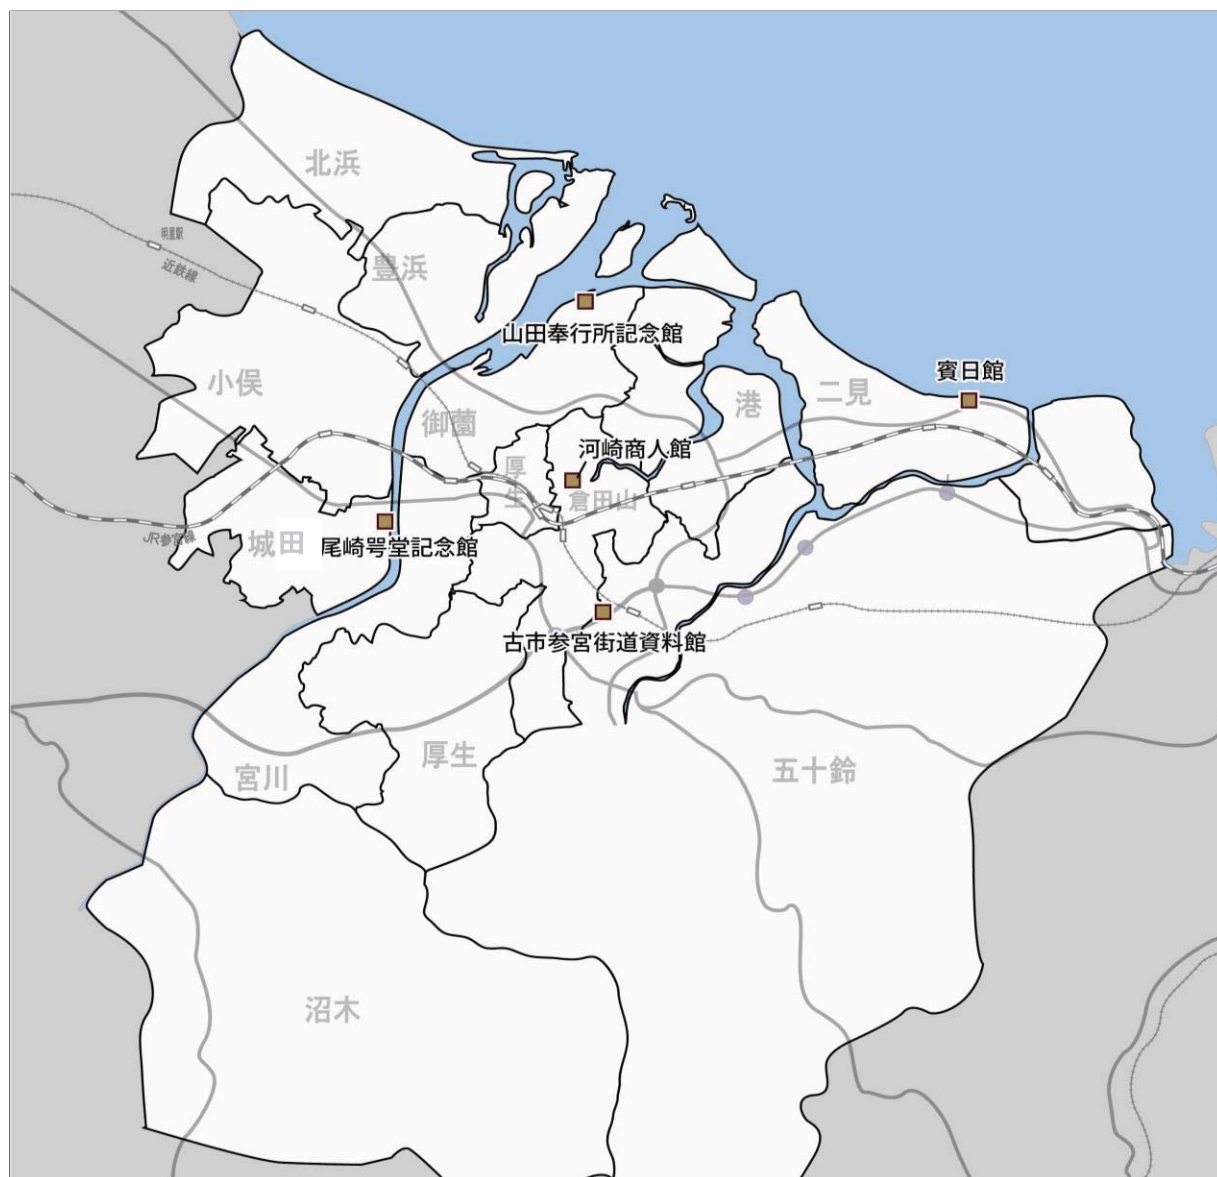 北浜
明星駅
近鉄線
豊浜
山田奉行所記念館
小俣
賓日館
二見
港
御薗
河崎商人館
厚生
倉田山
JR参宮線
城田
尾崎咢堂記念館
古市参宮街道資料館
厚生
宮川
五十鈴
沼木